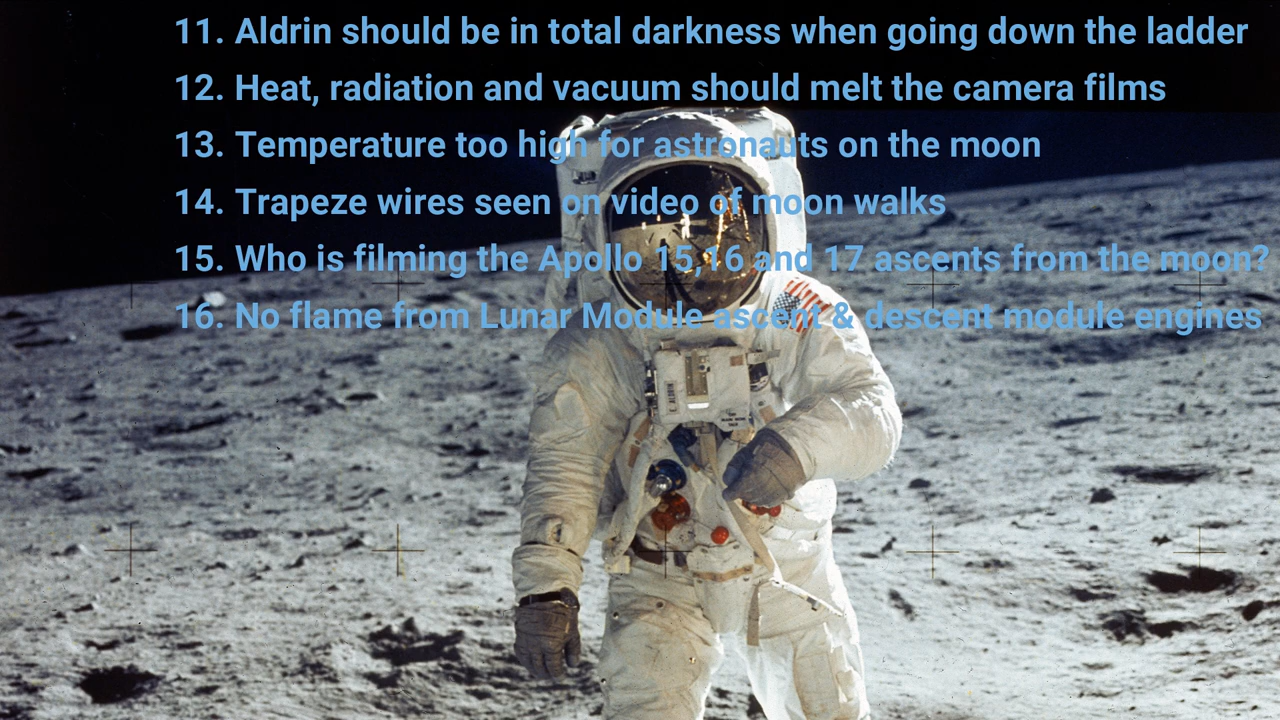 11. Aldrin should be in total darkness when going down the ladder
12. Heat, radiation and vacuum should melt the camera films
13. Temperature too high for astronauts on the moon
14. Trapeze wires seen on video of moon walks
15. Who is filming the Apollo 15,16 and 17 ascents from the moon?
16. No flame from Lunar Module ascent & descent module engines